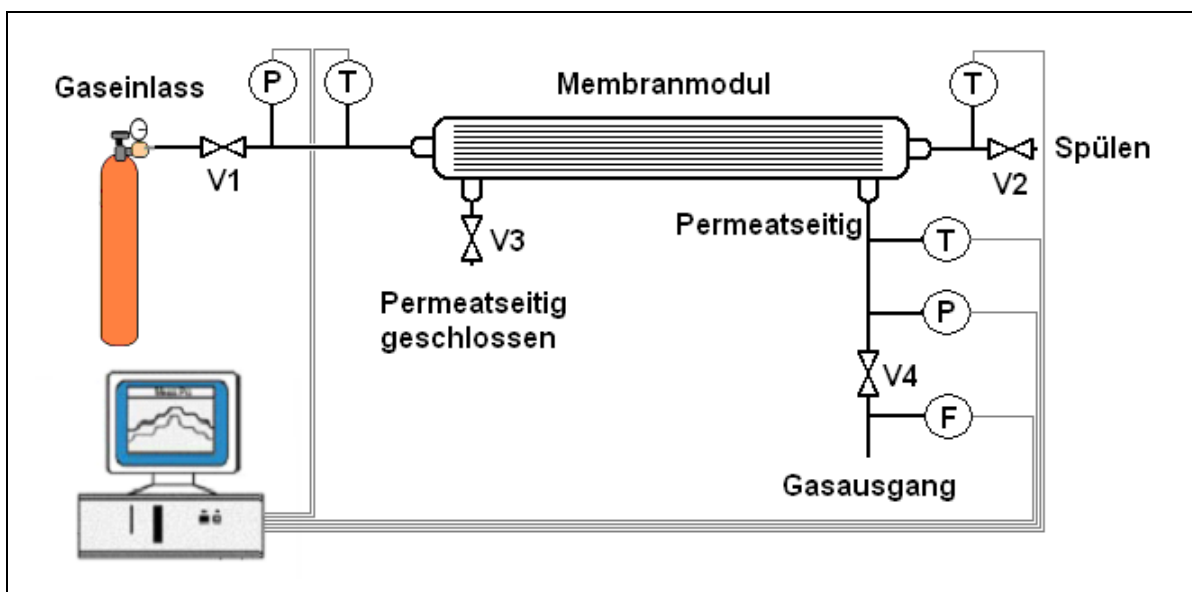 P
T
T
Gaseinlass
Membranmodul
Spülen
V1
V2
Permeatseitig
V3
T
Permeatseitig
geschlossen
P
V4
F
Gasausgang